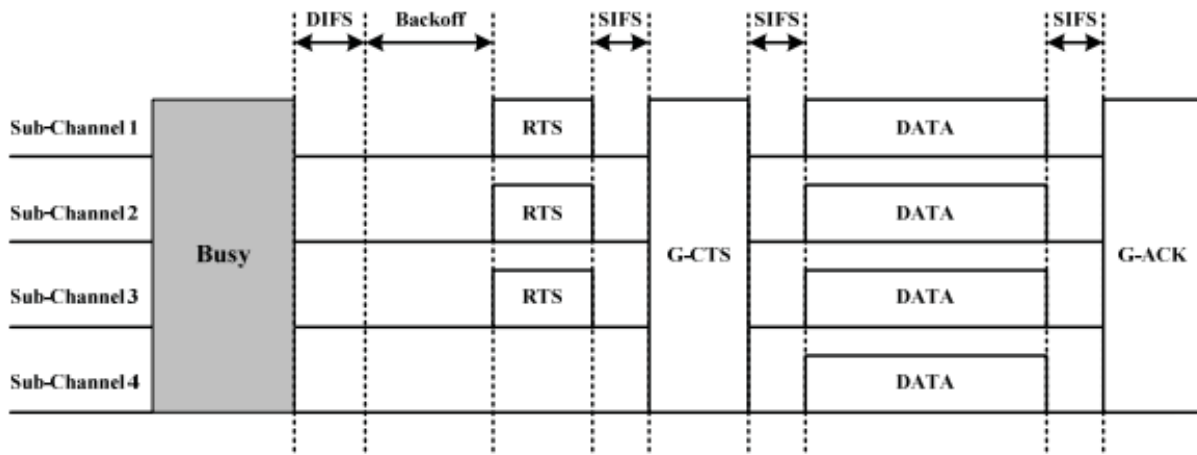 DIFS Backoff SIFS SIFS SIFS
Sub-Channel 1 RTS DATA
Sub-Channel 2 RTS DATA
Busy G-CTS G-ACK
Sub-Channel 3 RTS DATA
Sub-Channel 4 DATA